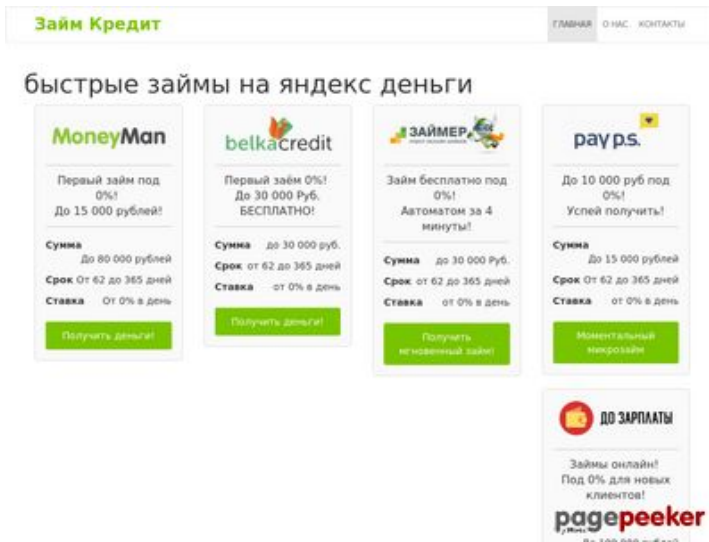 Займ Кредит
ГЛАВНАЯ О НАС КОНТАКТЫ
быстрые займы на яндекс деньги
MoneyMan
Первый займ под
0%!
До 15 000 рублей!
Сумма
До 80 000 рублей
Срок От 62 до 365 дней
Ставка От 0% в день
Получить деньги!
belkacredit
Первый заём 0%!
До 30 000 Руб.
БЕСПЛАТНО!
Сумма до 30 000 руб.
Срок от 62 до 365 дней
Ставка от 0% в день
Получить деньги!
ЗАЙМЕР
Займ бесплатно под
0%!
Автоматом за 4
минуты!
Сумма до 30 000 Руб.
Срок от 62 до 365 дней
Ставка от 0% в день
Получить
мгновенный займ!
pay p.s.
До 10 000 руб под
0%!
Успей получить!
Сумма
До 15 000 рублей
Срок От 62 до 365 дней
Ставка От 0% в день
Моментальный
микрозайм
ДО ЗАРПЛАТЫ
Займы онлайн!
Под 0% для новых
клиентов!
pagepeeker
До 100 000 рублей